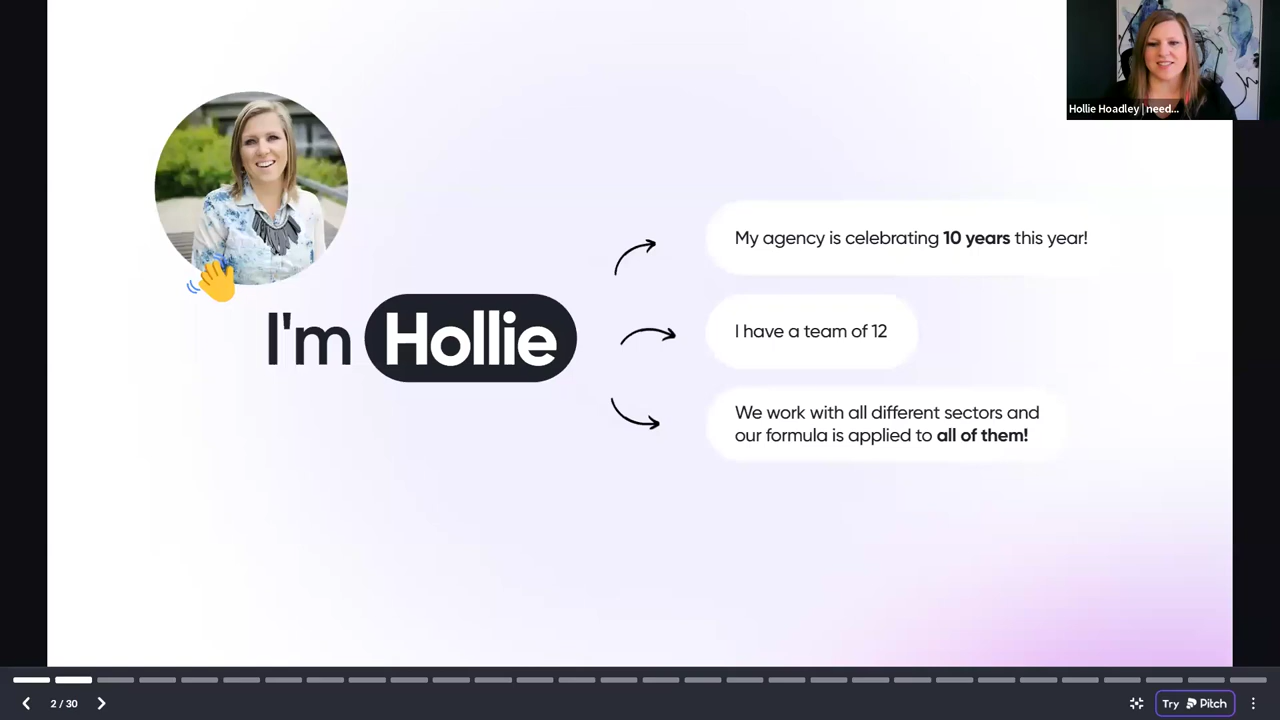 Hollie Hoadley | need...
My agency is celebrating 10 years this year!
I'm Hollie
I have a team of 12
We work with all different sectors and
our formula is applied to all of them!
2 / 30
Try Pitch